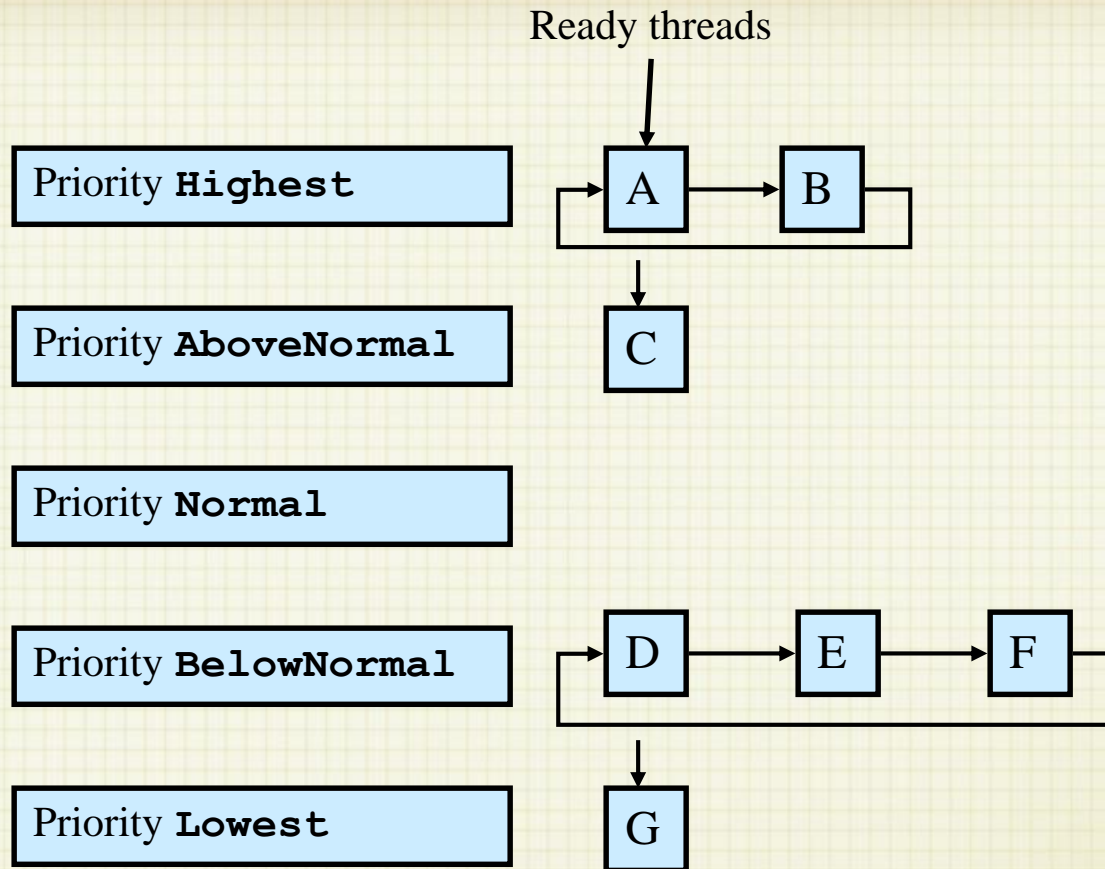 Ready threads
Priority Highest
A
B
Priority AboveNormal
C
Priority Normal
Priority BelowNormal
D
E
F
Priority Lowest
G